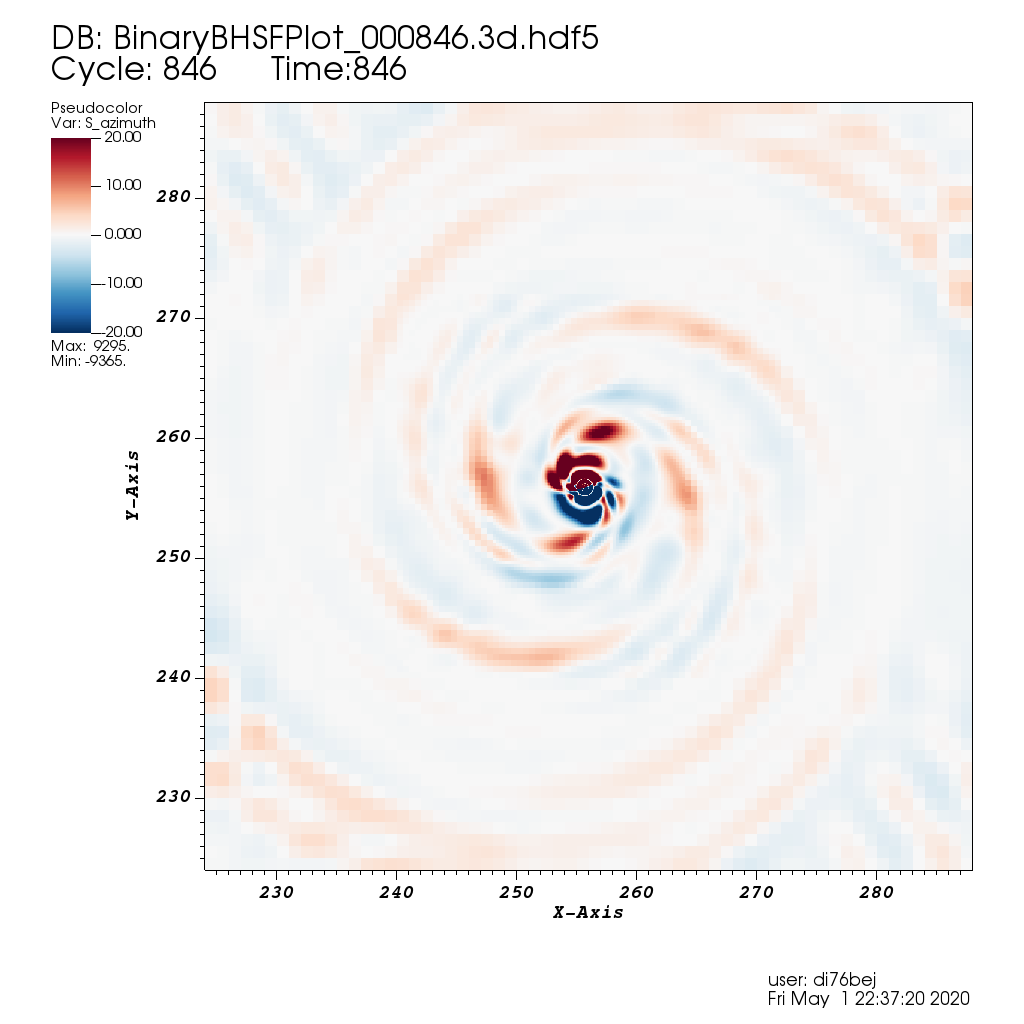 DB: BinaryBHSFPlot_000846.3d.hdf5
Cycle: 846 Time:846
Pseudocolor
Var: S_azimuth
20.00
10.00
0.000
-10.00
-20.00
Max: 9295.
Min: -9365.
280
270
260
250
240
230
Y-Axis
230 240 250 260 270 280
X-Axis
user: di76bej
Fri May 1 22:37:20 2020